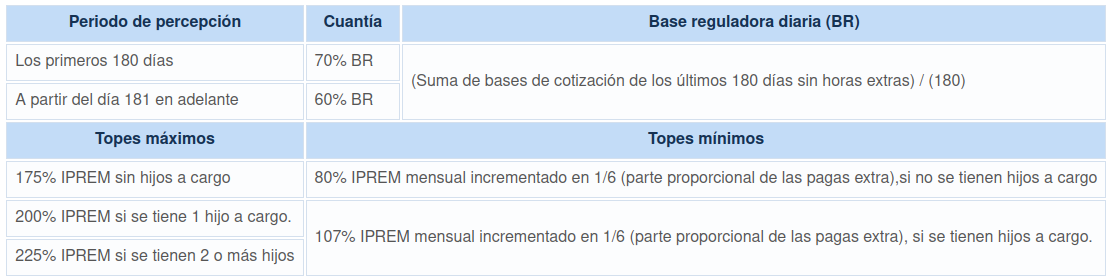 Periodo de percepción
Cuantía
Base reguladora diaria (BR)
Los primeros 180 días
70% BR
(Suma de bases de cotización de los últimos 180 días sin horas extras) / (180)
A partir del día 181 en adelante
60% BR
Topes máximos
Topes mínimos
175% IPREM sin hijos a cargo
80% IPREM mensual incrementado en 1/6 (parte proporcional de las pagas extra),si no se tienen hijos a cargo
200% IPREM si se tiene 1 hijo a cargo.
107% IPREM mensual incrementado en 1/6 (parte proporcional de las pagas extra), si se tienen hijos a cargo.
225% IPREM si se tienen 2 o más hijos